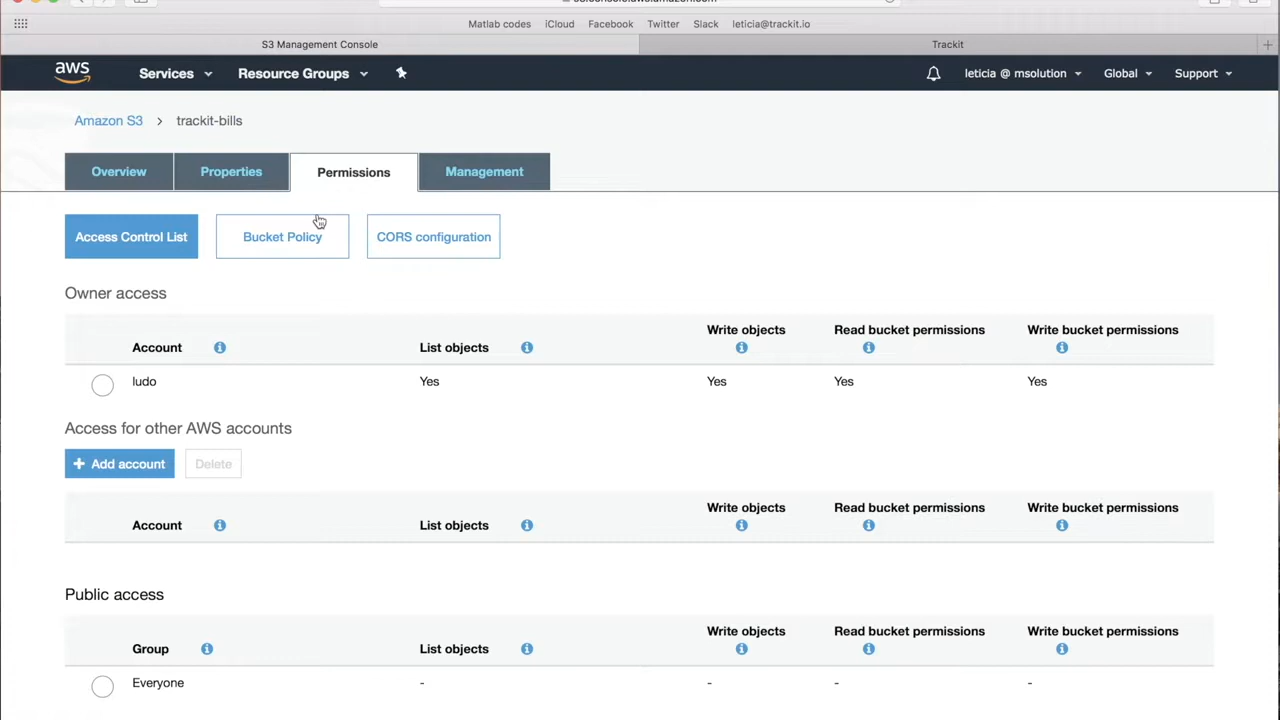 Matlab codes iCloud Facebook Twitter Slack leticia@trackit.io
S3 Management Console Trackit
aws Services Resource Groups leticia @ msolution Global Support
Amazon S3 > trackit-bills
Overview Properties Permissions Management
Access Control List Bucket Policy CORS configuration
Owner access
Account List objects Write objects Read bucket permissions Write bucket permissions
ludo Yes Yes Yes Yes
Access for other AWS accounts
+ Add account Delete
Account List objects Write objects Read bucket permissions Write bucket permissions
Public access
Group List objects Write objects Read bucket permissions Write bucket permissions
Everyone - - - -